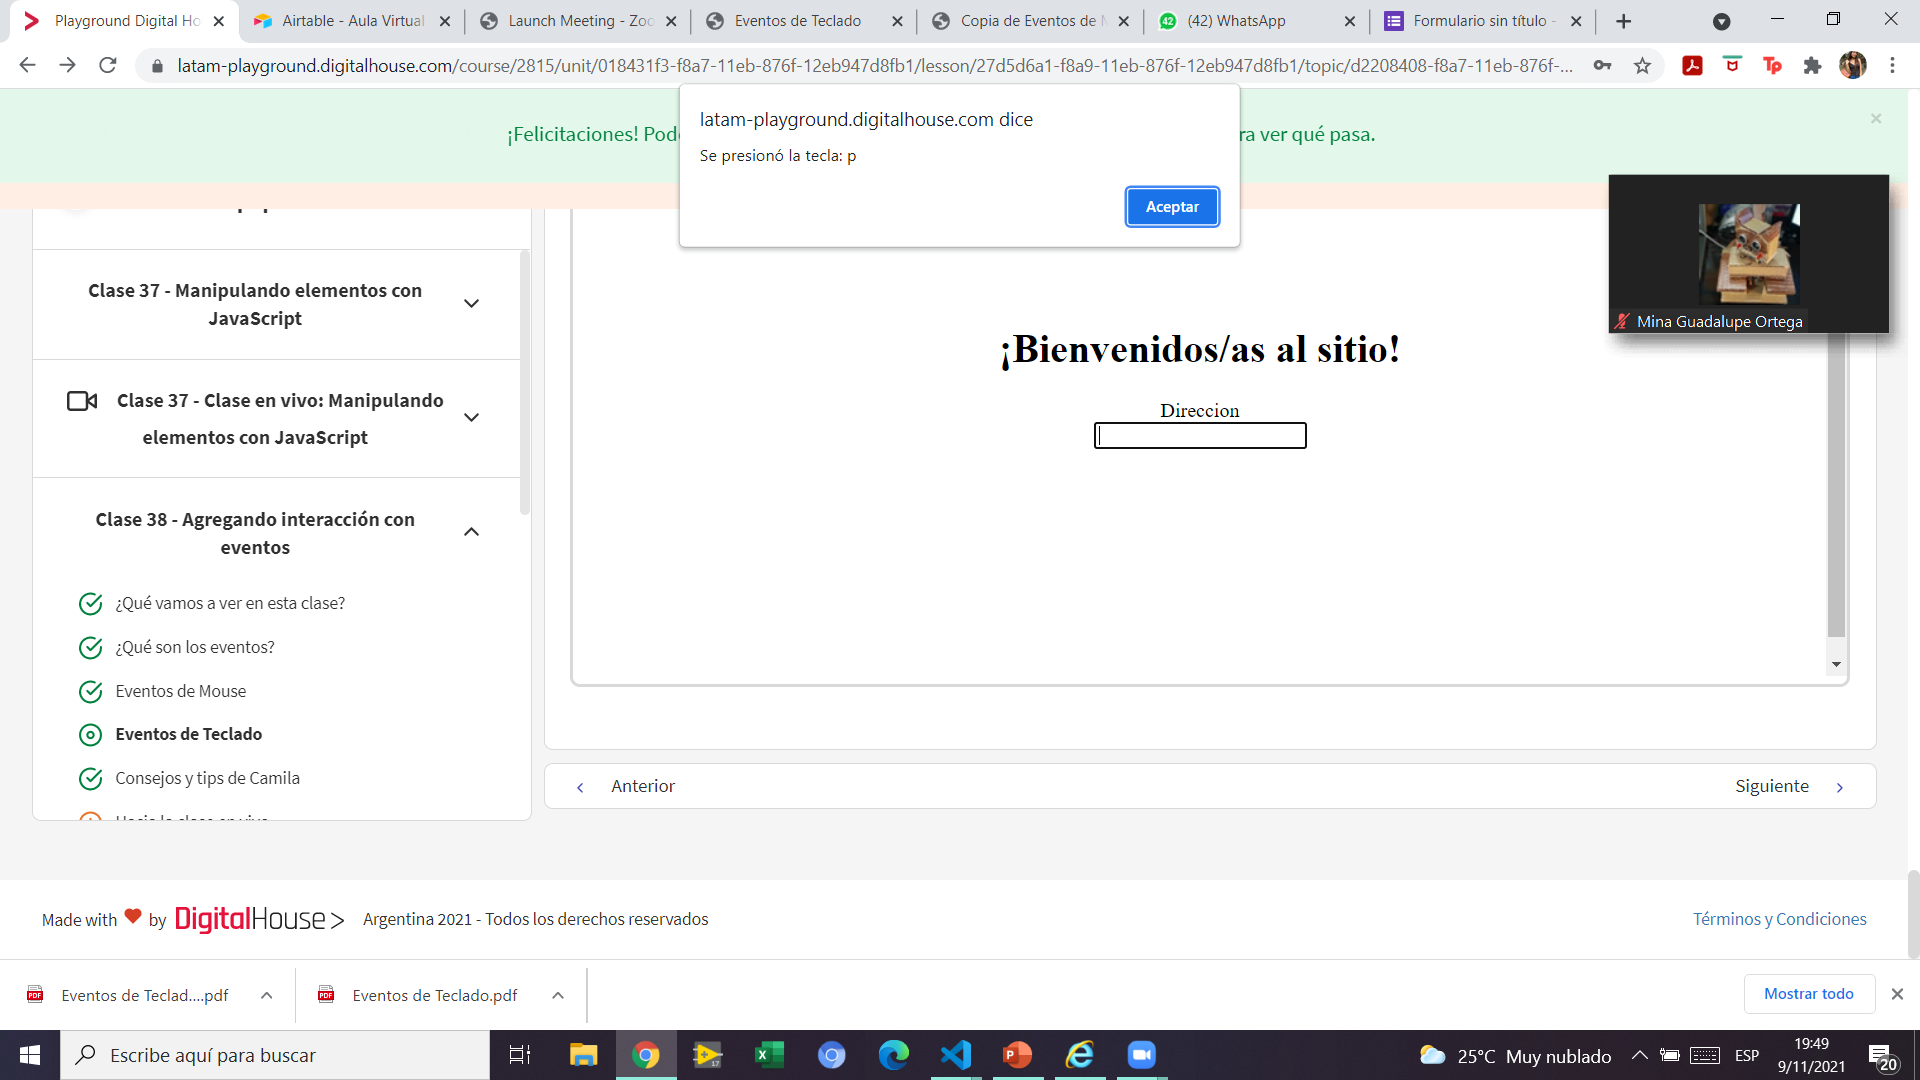 Playground Digital Ho
Airtable - Aula Virtual
Launch Meeting - Zoo
Eventos de Teclado
Copia de Eventos de M
42
(42) WhatsApp
Formulario sin título -
latam-playground.digitalhouse.com/course/2815/unit/018431f3-f8a7-11eb-876f-12eb947d8fb1/lesson/27d5d6a1-f8a9-11eb-876f-12eb947d8fb1/topic/d2208408-f8a7-11eb-876f-...
Tp
latam-playground.digitalhouse.com dice
Se presionó la tecla: p
Aceptar
¡Felicitaciones! Pod
ra ver qué pasa.
Mina Guadalupe Ortega
Clase 37 - Manipulando elementos con
JavaScript
Clase 37 - Clase en vivo: Manipulando
elementos con JavaScript
Clase 38 - Agregando interacción con
eventos
¿Qué vamos a ver en esta clase?
¿Qué son los eventos?
Eventos de Mouse
Eventos de Teclado
Consejos y tips de Camila
¡Bienvenidos/as al sitio!
Direccion
Anterior
Siguiente
Made with by DigitalHouse> Argentina 2021 - Todos los derechos reservados
Términos y Condiciones
PDF
Eventos de Teclad....pdf
PDF
Eventos de Teclado.pdf
Mostrar todo
Escribe aquí para buscar
25°C Muy nublado
ESP
19:49
9/11/2021
20